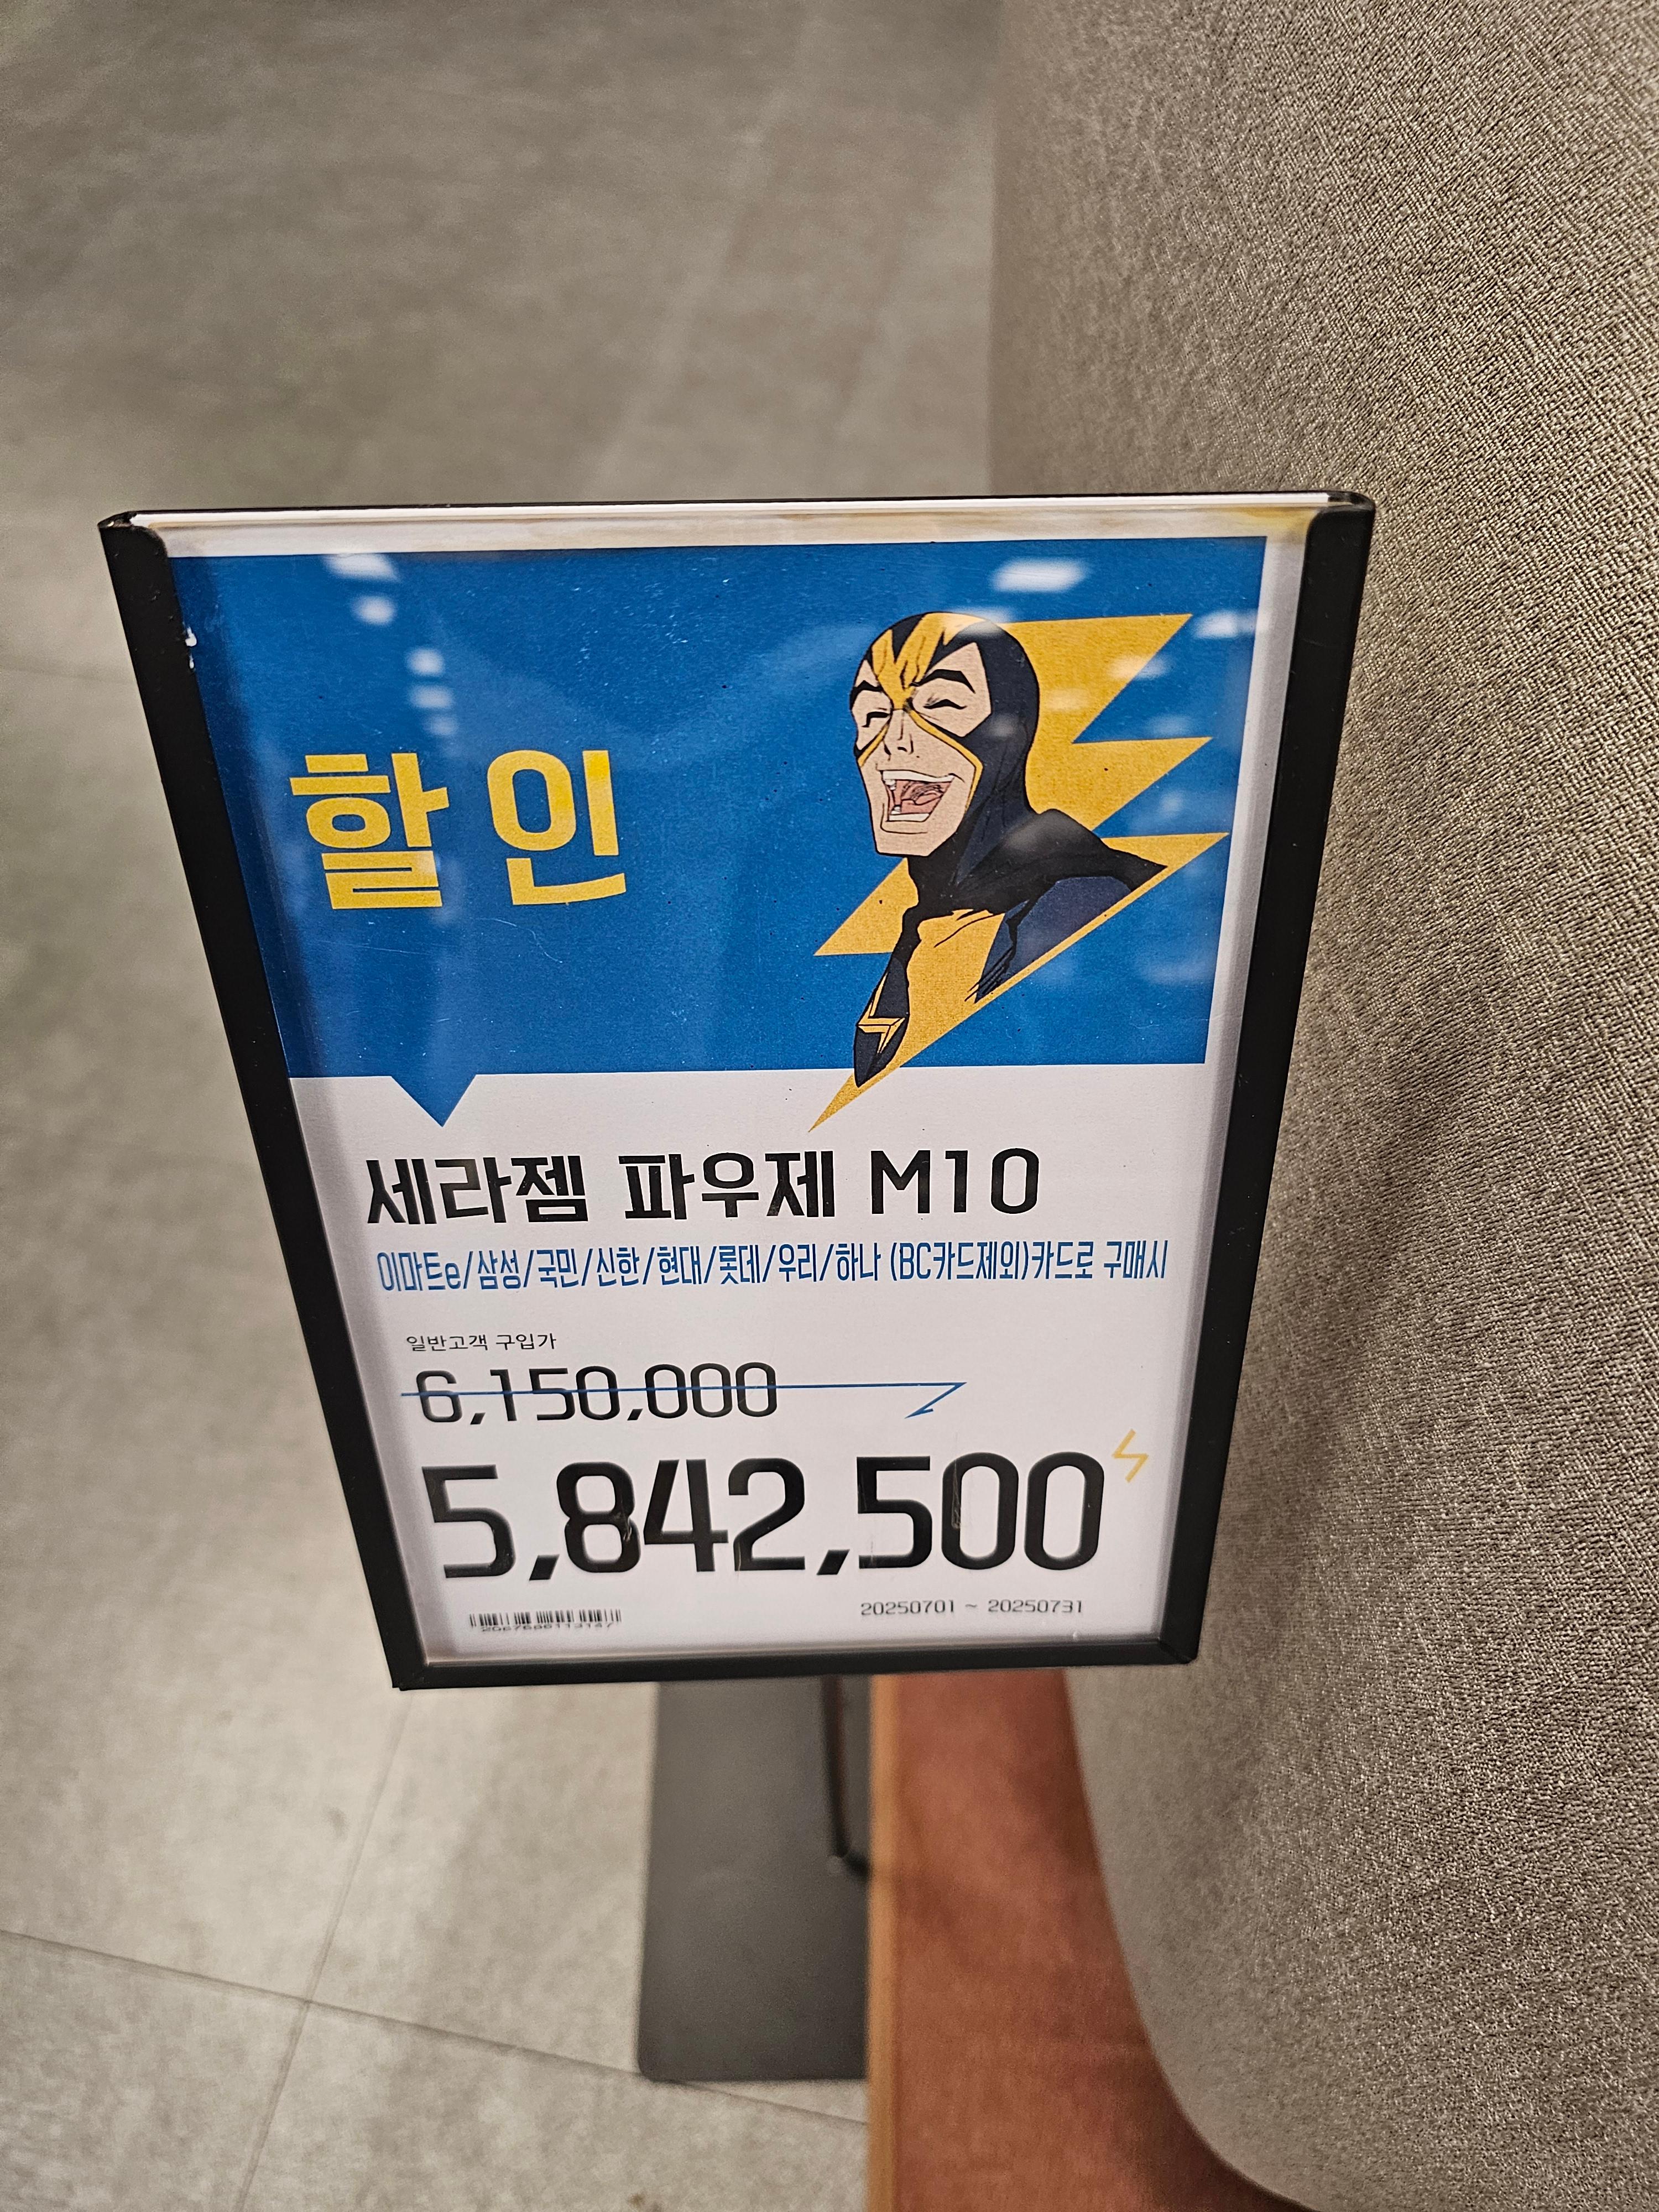 할인
세라젬 파우제 M10
이마트e/삼성/국민/신한/현대/롯데/우리/하나 (BC카드제외)카드로 구매시
일반고객 구입가
6,150,000
5,842,500
20250701 ~ 20250731